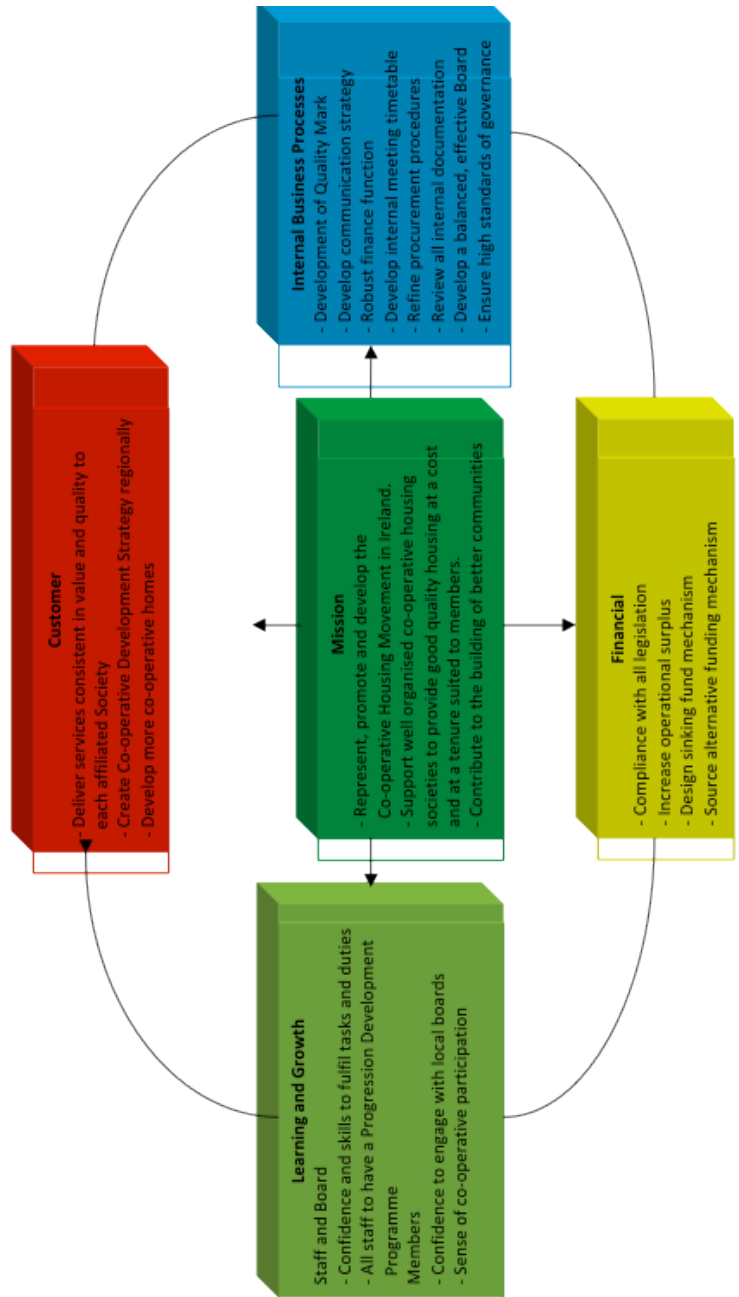 Customer
- Deliver services consistent in value and quality to
each affiliated Society
- Create Co-operative Development Strategy regionally
- Develop more co-operative homes
Learning and Growth
Staff and Board
- Confidence and skills to fulfil tasks and duties
- All staff to have a Progression Development
Programme
Members
- Confidence to engage with local boards
- Sense of co-operative participation
Mission
- Represent, promote and develop the
Co-operative Housing Movement in Ireland.
- Support well organised co-operative housing
societies to provide good quality housing at a cost
and at a tenure suited to members.
- Contribute to the building of better communities
Internal Business Processes
- Development of Quality Mark
- Develop communication strategy
- Robust finance function
- Develop internal meeting timetable
- Refine procurement procedures
- Review all internal documentation
- Develop a balanced, effective Board
- Ensure high standards of governance
Financial
- Compliance with all legislation
- Increase operational surplus
- Design sinking fund mechanism
- Source alternative funding mechanism